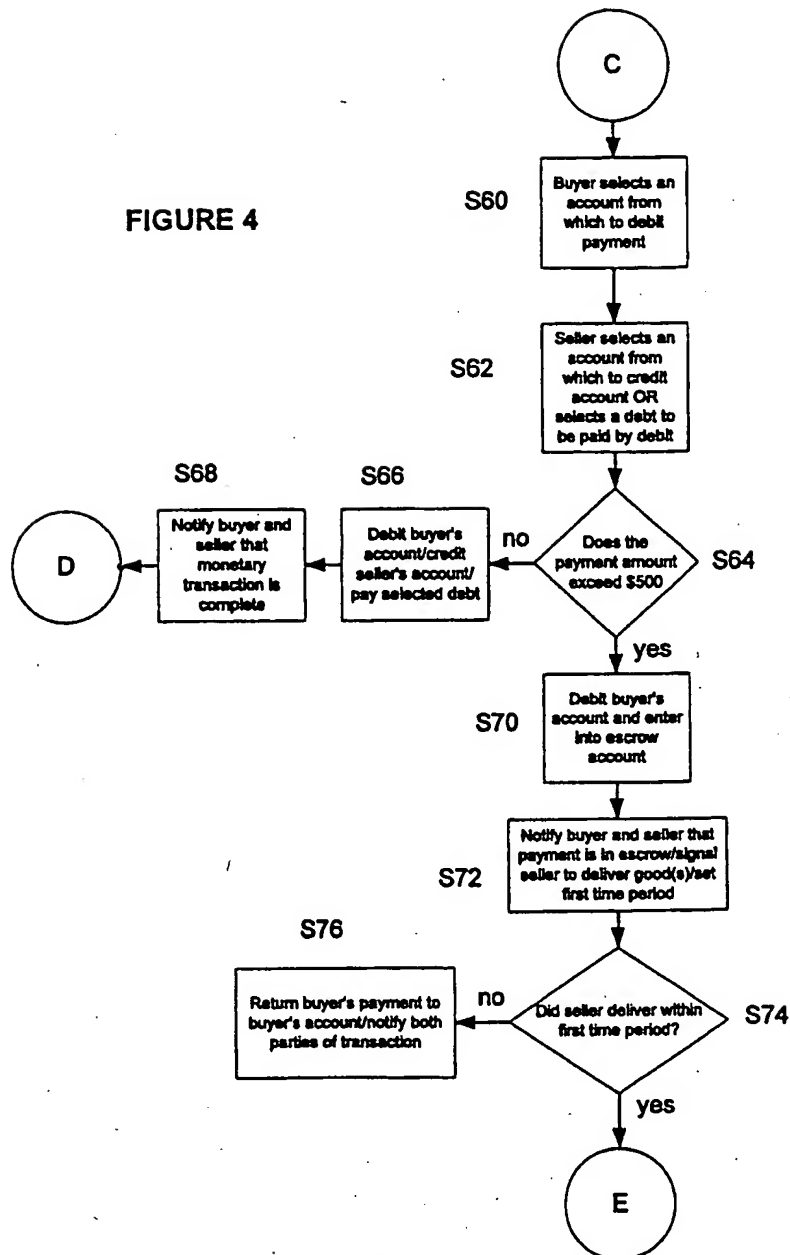 C
FIGURE 4
S60
Buyer selects an
account from
which to debit
payment
S62
Seller selects an
account from
which to credit
account OR
selects a debt to
be paid by debit
S68
S66
D
Notify buyer and
seller that
monetary
transaction is
complete
Debit buyer's
account/credit
seller's account/
pay selected debt
no
Does the
payment amount
exceed $500
S64
yes
S70
Debit buyer's
account and enter
into escrow
account
S72
Notify buyer and seller that
payment is in escrow/signal
seller to deliver good(s)/set
first time period
S76
Return buyer's payment to
buyer's account/notify both
parties of transaction
no
Did seller deliver within
first time period?
S74
yes
E